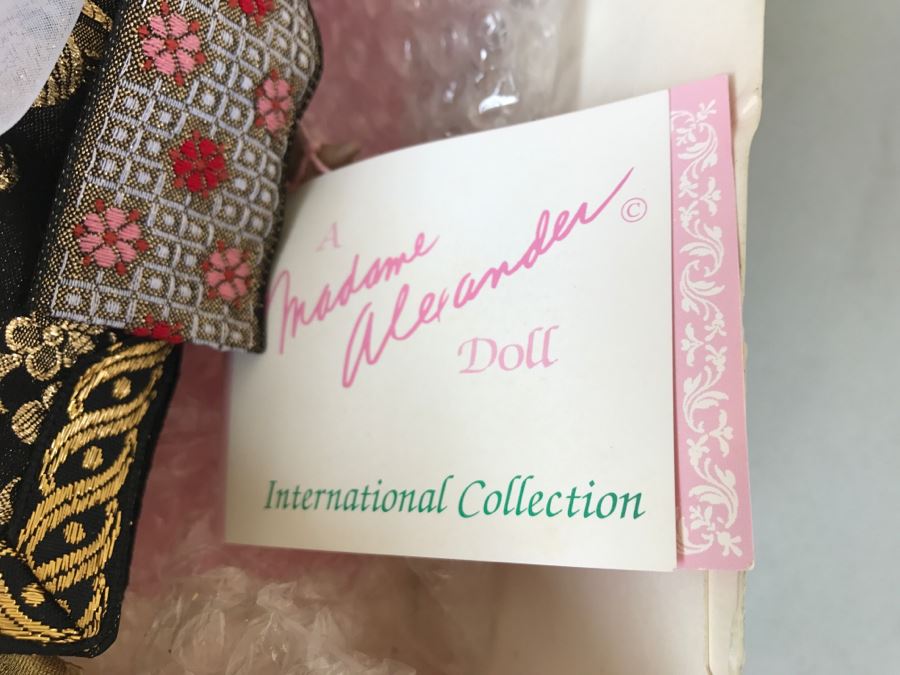 A
Madame
Alexander ©
Doll
International Collection